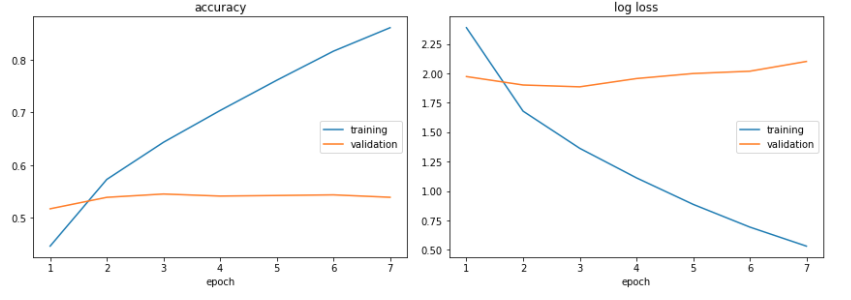 accuracy
0.8
0.7
0.6
0.5
training
validation
1 2 3 4 5 6 7
epoch
log loss
2.25
2.00
1.75
1.50
1.25
1.00
0.75
0.50
training
validation
1 2 3 4 5 6 7
epoch